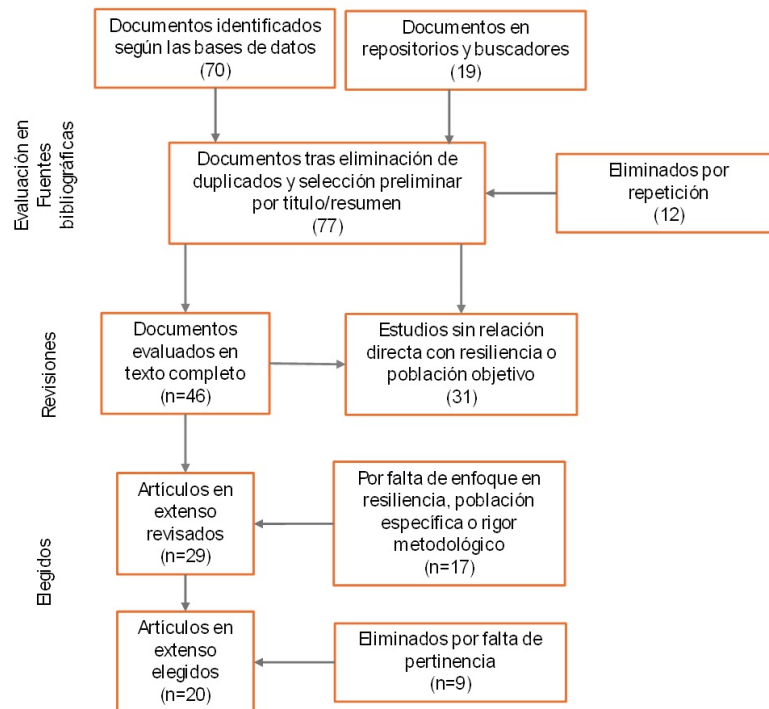 Documentos identificados
según las bases de datos
(70)
Documentos en
repositorios y buscadores
(19)
Evaluación en
Fuentes
bibliográficas
Documentos tras eliminación de
duplicados y selección preliminar
por título/resumen
(77)
Eliminados por
repetición
(12)
Revisiones
Documentos
evaluados en
texto completo
(n=46)
Estudios sin relación
directa con resiliencia o
población objetivo
(31)
Elegidos
Articulos en
extenso
revisados
(n=29)
Por falta de enfoque en
resiliencia, población
específica o rigor
metodológico
(n=17)
Articulos en
extenso
elegidos
(n=20)
Eliminados por falta de
pertinencia
(n=9)